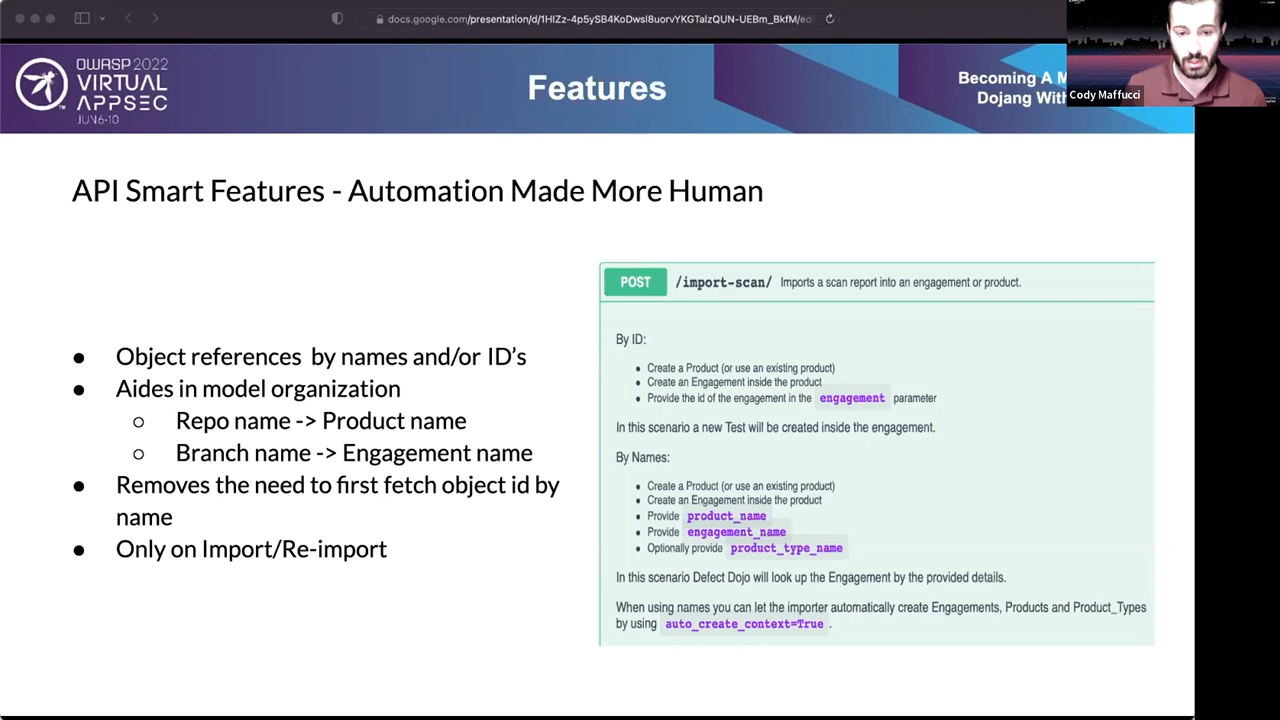 docs.google.com/presentation/d/1HIZz-4p5ySB4KoDwsI8uorvYKGTalzQUN-UEBm_BkfM/ed
OWASP 2022
VIRTUAL
APPSEC
JUN 6-10
Features
Becoming A M
Dojang With
Cody Maffucci
API Smart Features - Automation Made More Human
● Object references by names and/or ID's
● Aides in model organization
○ Repo name -> Product name
○ Branch name -> Engagement name
● Removes the need to first fetch object id by
name
● Only on Import/Re-import
POST /import-scan/ Imports a scan report into an engagement or product.
By ID:
• Create a Product (or use an existing product)
• Create an Engagement inside the product
• Provide the id of the engagement in the engagement parameter
In this scenario a new Test will be created inside the engagement.
By Names:
• Create a Product (or use an existing product)
• Create an Engagement inside the product
• Provide product_name
• Provide engagement_name
• Optionally provide product_type_name
In this scenario Defect Dojo will look up the Engagement by the provided details.
When using names you can let the importer automatically create Engagements, Products and Product_Types
by using auto_create_context=True .